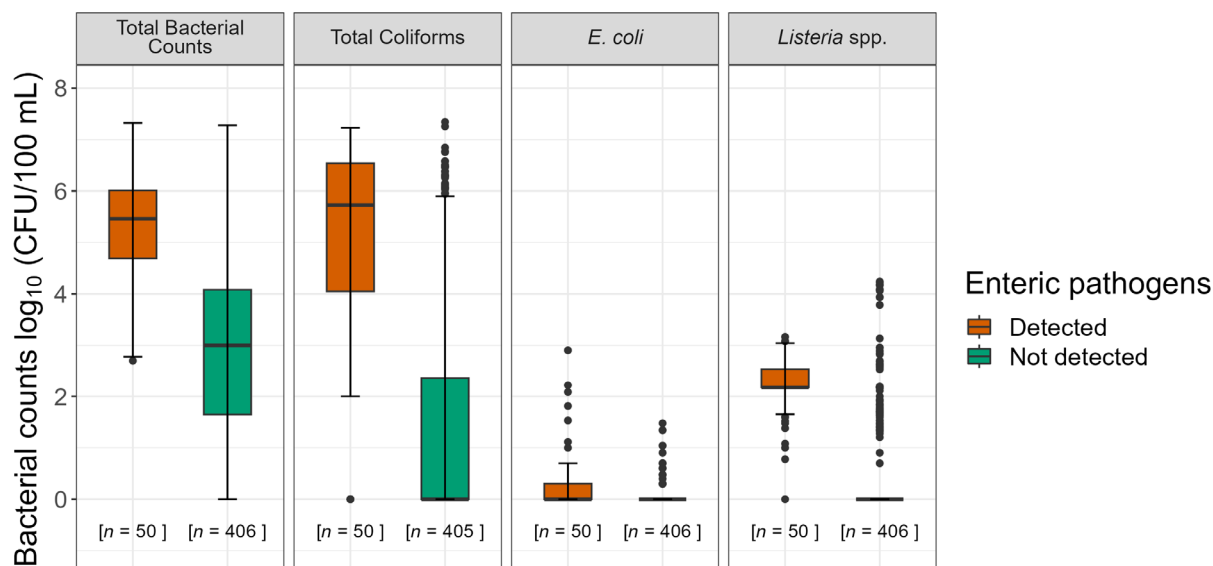 Total Bacterial
Counts
Total Coliforms
E. coli
Listeria spp.
Bacterial counts log₁₀ (CFU/100 mL)
8
6
4
2
0
[n = 50 ]
[n = 406 ]
[n = 50 ]
[n = 405 ]
[n = 50 ]
[n = 406 ]
[n = 50 ]
[n = 406 ]
Enteric pathogens
Detected
Not detected